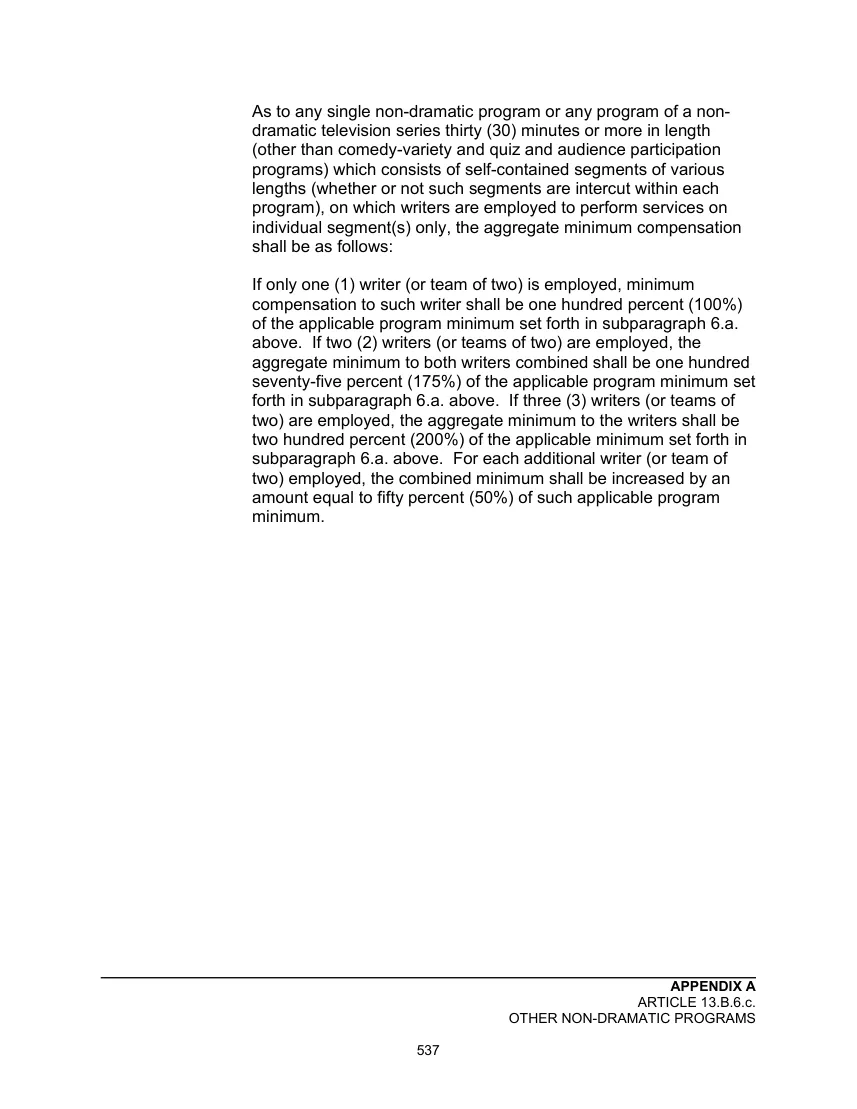 As to any single non-dramatic program or any program of a non-
dramatic television series thirty (30) minutes or more in length
(other than comedy-variety and quiz and audience participation
programs) which consists of self-contained segments of various
lengths (whether or not such segments are intercut within each
program), on which writers are employed to perform services on
individual segment(s) only, the aggregate minimum compensation
shall be as follows:
If only one (1) writer (or team of two) is employed, minimum
compensation to such writer shall be one hundred percent (100%)
of the applicable program minimum set forth in subparagraph 6.a.
above.  If two (2) writers (or teams of two) are employed, the
aggregate minimum to both writers combined shall be one hundred
seventy-five percent (175%) of the applicable program minimum set
forth in subparagraph 6.a. above.  If three (3) writers (or teams of
two) are employed, the aggregate minimum to the writers shall be
two hundred percent (200%) of the applicable minimum set forth in
subparagraph 6.a. above.  For each additional writer (or team of
two) employed, the combined minimum shall be increased by an
amount equal to fifty percent (50%) of such applicable program
minimum.
APPENDIX A
ARTICLE 13.B.6.c.
OTHER NON-DRAMATIC PROGRAMS
537